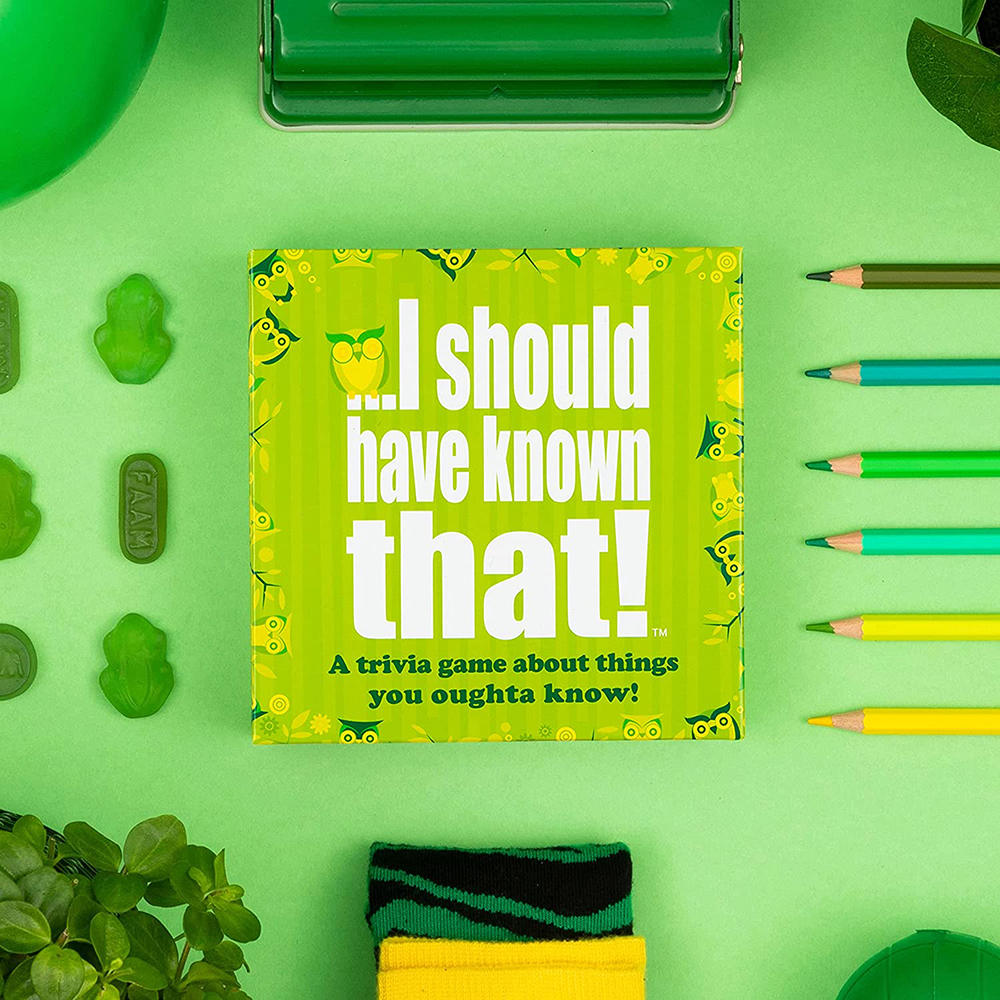 ...I should
have known
that!™
A trivia game about things
you oughta know!
FAAM